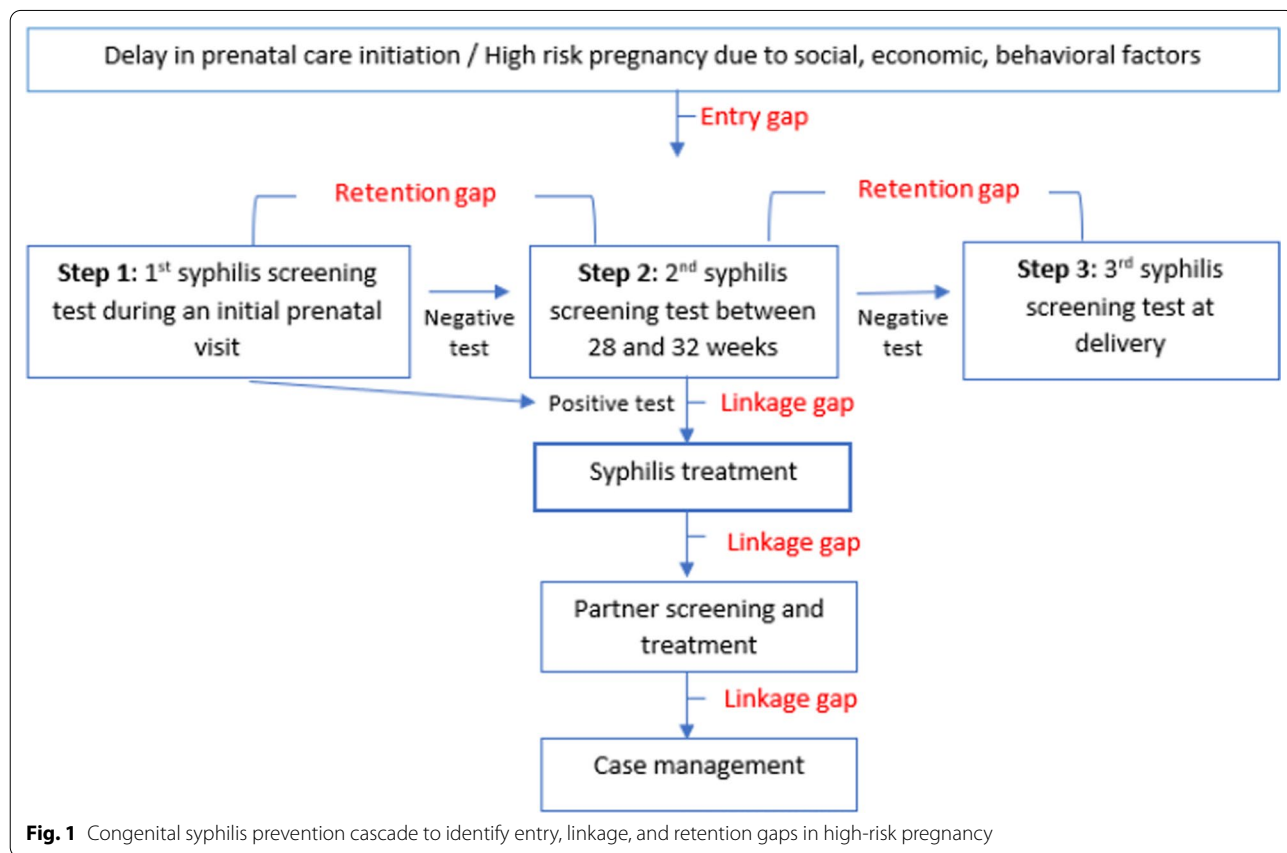 Delay in prenatal care initiation / High risk pregnancy due to social, economic, behavioral factors
Entry gap
Retention gap
Retention gap
Step 1: 1st syphilis screening
test during an initial prenatal
visit
Negative
test
Step 2: 2nd syphilis
screening test between
28 and 32 weeks
Negative
test
Step 3: 3rd syphilis
screening test at
delivery
Positive test
Linkage gap
Syphilis treatment
Linkage gap
Partner screening and
treatment
Linkage gap
Case management
Fig. 1 Congenital syphilis prevention cascade to identify entry, linkage, and retention gaps in high-risk pregnancy